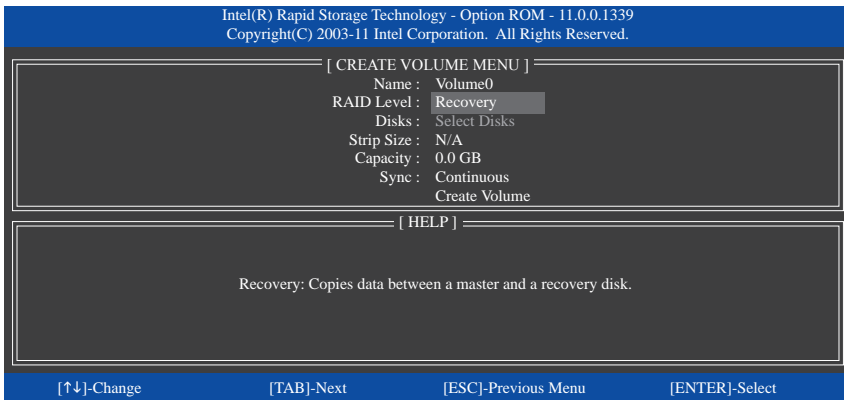 Intel(R) Rapid Storage Technology - Option ROM - 11.0.0.1339
Copyright(C) 2003-11 Intel Corporation. All Rights Reserved.
[ CREATE VOLUME MENU ]
Name : Volume0
RAID Level : Recovery
Disks : Select Disks
Strip Size : N/A
Capacity : 0.0 GB
Sync : Continuous
Create Volume
[ HELP ]
Recovery: Copies data between a master and a recovery disk.
[↑↓]-Change [TAB]-Next [ESC]-Previous Menu [ENTER]-Select